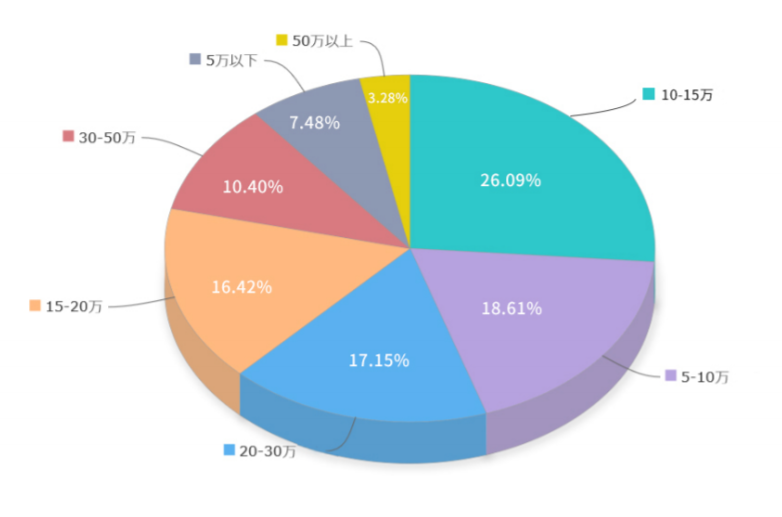 50万以上
5万以下
3.28%
10-15万
7.48%
30-50万
26.09%
10.40%
16.42%
15-20万
18.61%
17.15%
5-10万
20-30万